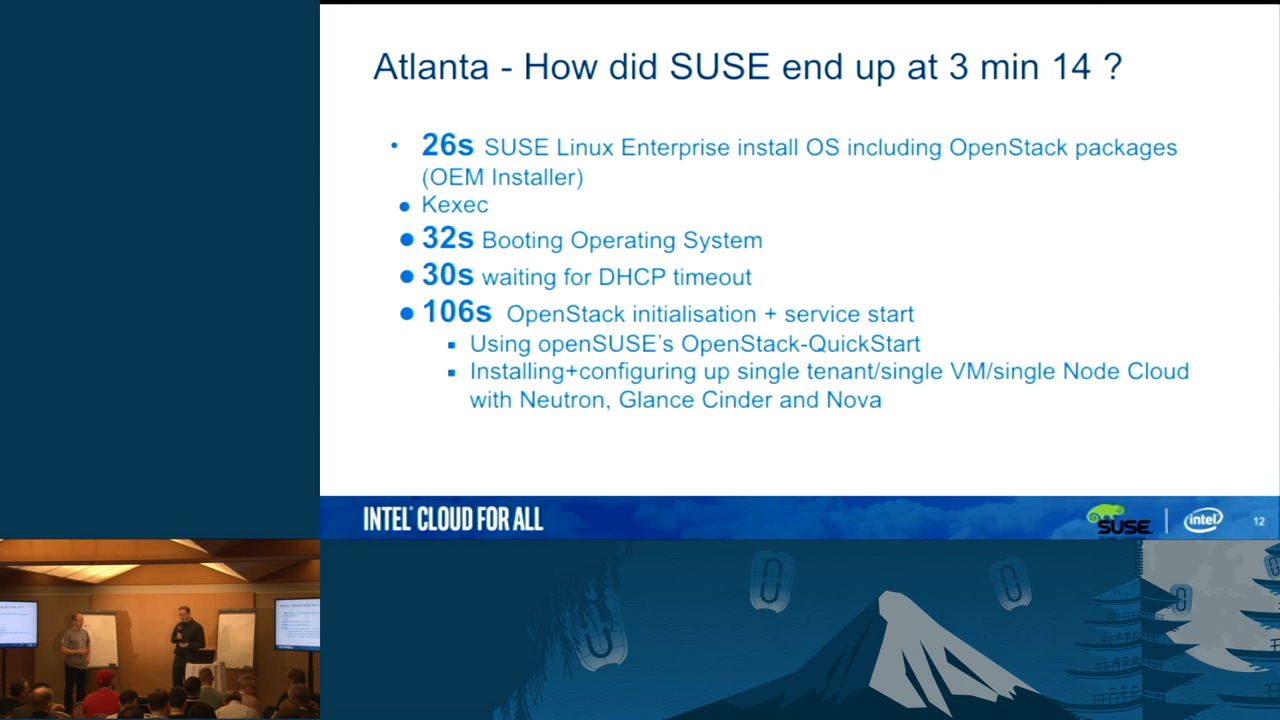 Atlanta - How did SUSE end up at 3 min 14 ?
• 26s SUSE Linux Enterprise install OS including OpenStack packages
(OEM Installer)
● Kexec
● 32s Booting Operating System
● 30s waiting for DHCP timeout
● 106s OpenStack initialisation + service start
▪ Using openSUSE's OpenStack-QuickStart
▪ Installing+configuring up single tenant/single VM/single Node Cloud
with Neutron, Glance Cinder and Nova
INTEL® CLOUD FOR ALL
SUSE
intel
12